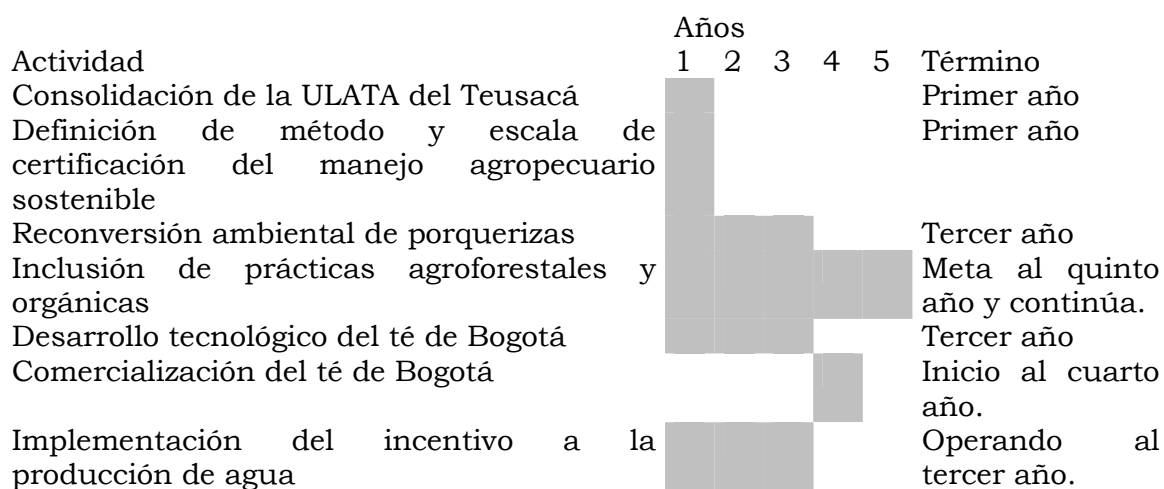 Años
Actividad 1 2 3 4 5 Término
Consolidación de la ULATA del Teusacá Primer año
Definición de método y escala de Primer año
certificación del manejo agropecuario
sostenible
Reconversión ambiental de porquerizas Tercer año
Inclusión de prácticas agroforestales y Meta al quinto
orgánicas año y continúa.
Desarrollo tecnológico del té de Bogotá Tercer año
Comercialización del té de Bogotá Inicio al cuarto
año.
Implementación del incentivo a la Operando al
producción de agua tercer año.